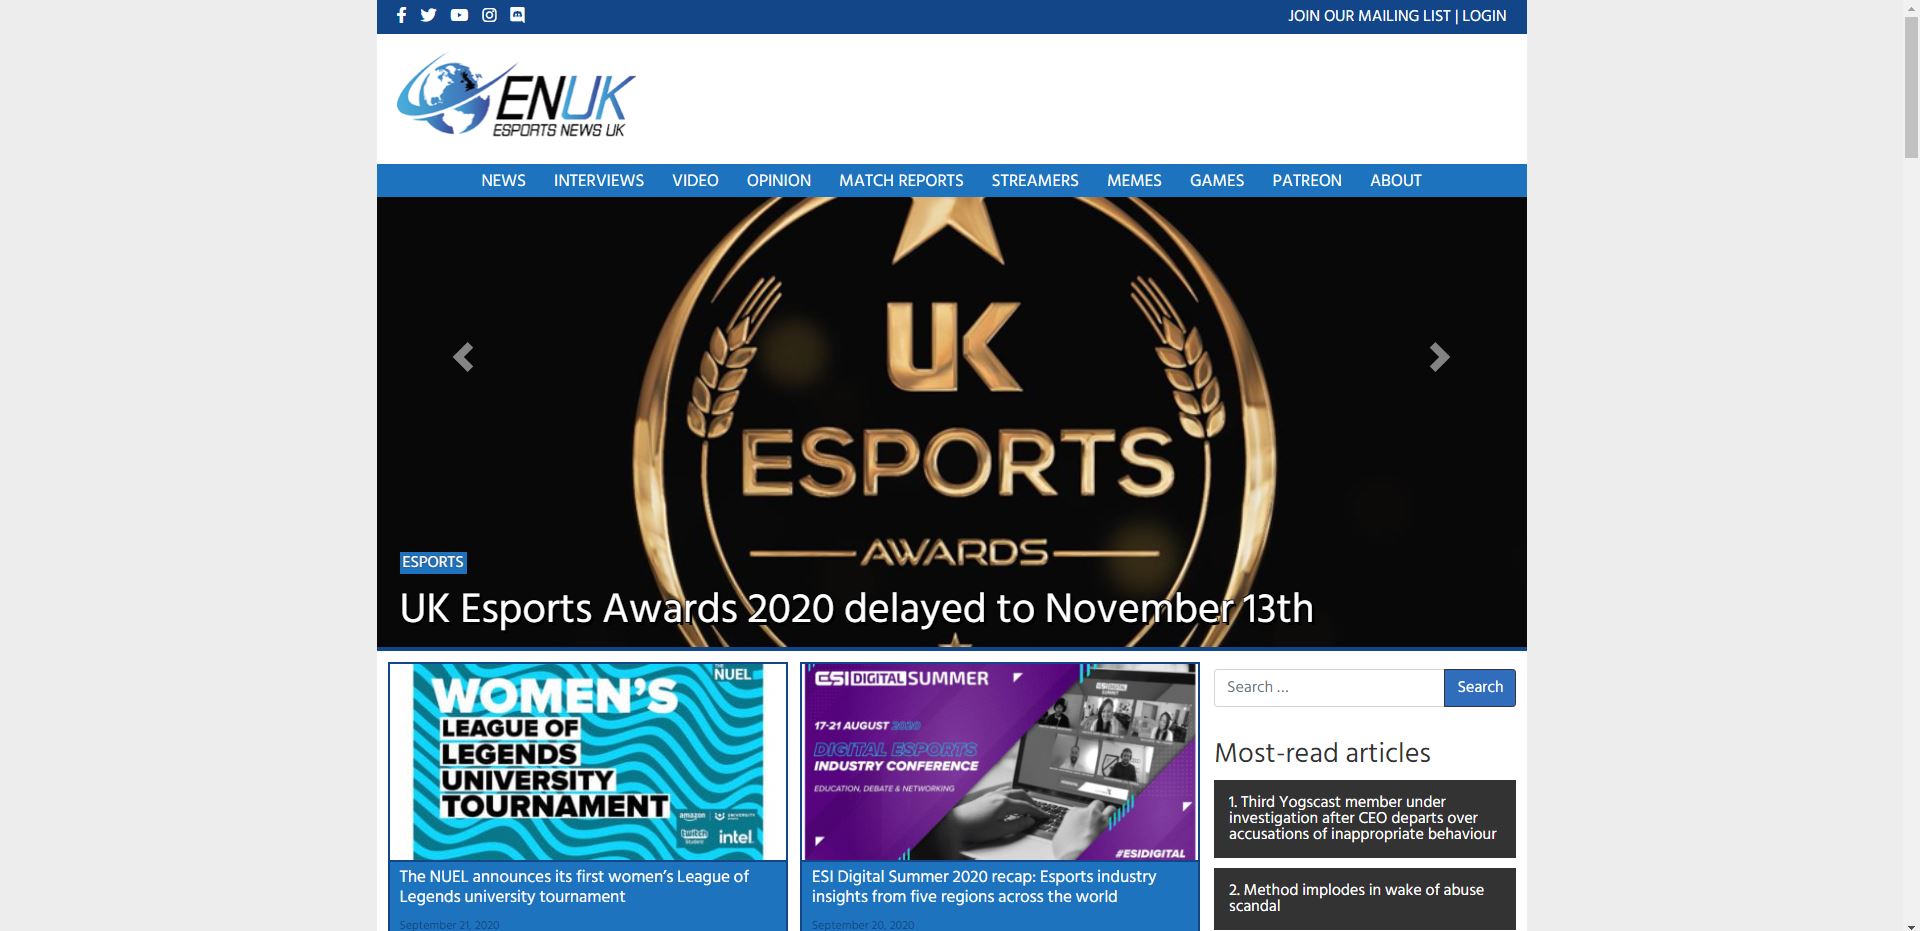 JOIN OUR MAILING LIST | LOGIN
ENUK
ESPORTS NEWS UK
NEWS INTERVIEWS VIDEO OPINION MATCH REPORTS STREAMERS MEMES GAMES PATREON ABOUT
UK
ESPORTS
AWARDS
ESPORTS
UK Esports Awards 2020 delayed to November 13th
THE
NUEL
WOMEN'S
LEAGUE OF
LEGENDS
UNIVERSITY
TOURNAMENT
amazon UNIVERSITY
twitch
Student
intel
The NUEL announces its first women’s League of
Legends university tournament
September 21, 2020
ESI DIGITAL SUMMER
17-21 AUGUST 2020
DIGITAL ESPORTS
INDUSTRY CONFERENCE
EDUCATION, DEBATE & NETWORKING
ESI DIGITAL
SUMMER
#ESIDIGITAL
ESI Digital Summer 2020 recap: Esports industry
insights from five regions across the world
September 20, 2020
Search …
Search
Most-read articles
1. Third Yogscast member under
investigation after CEO departs over
accusations of inappropriate behaviour
2. Method implodes in wake of abuse
scandal